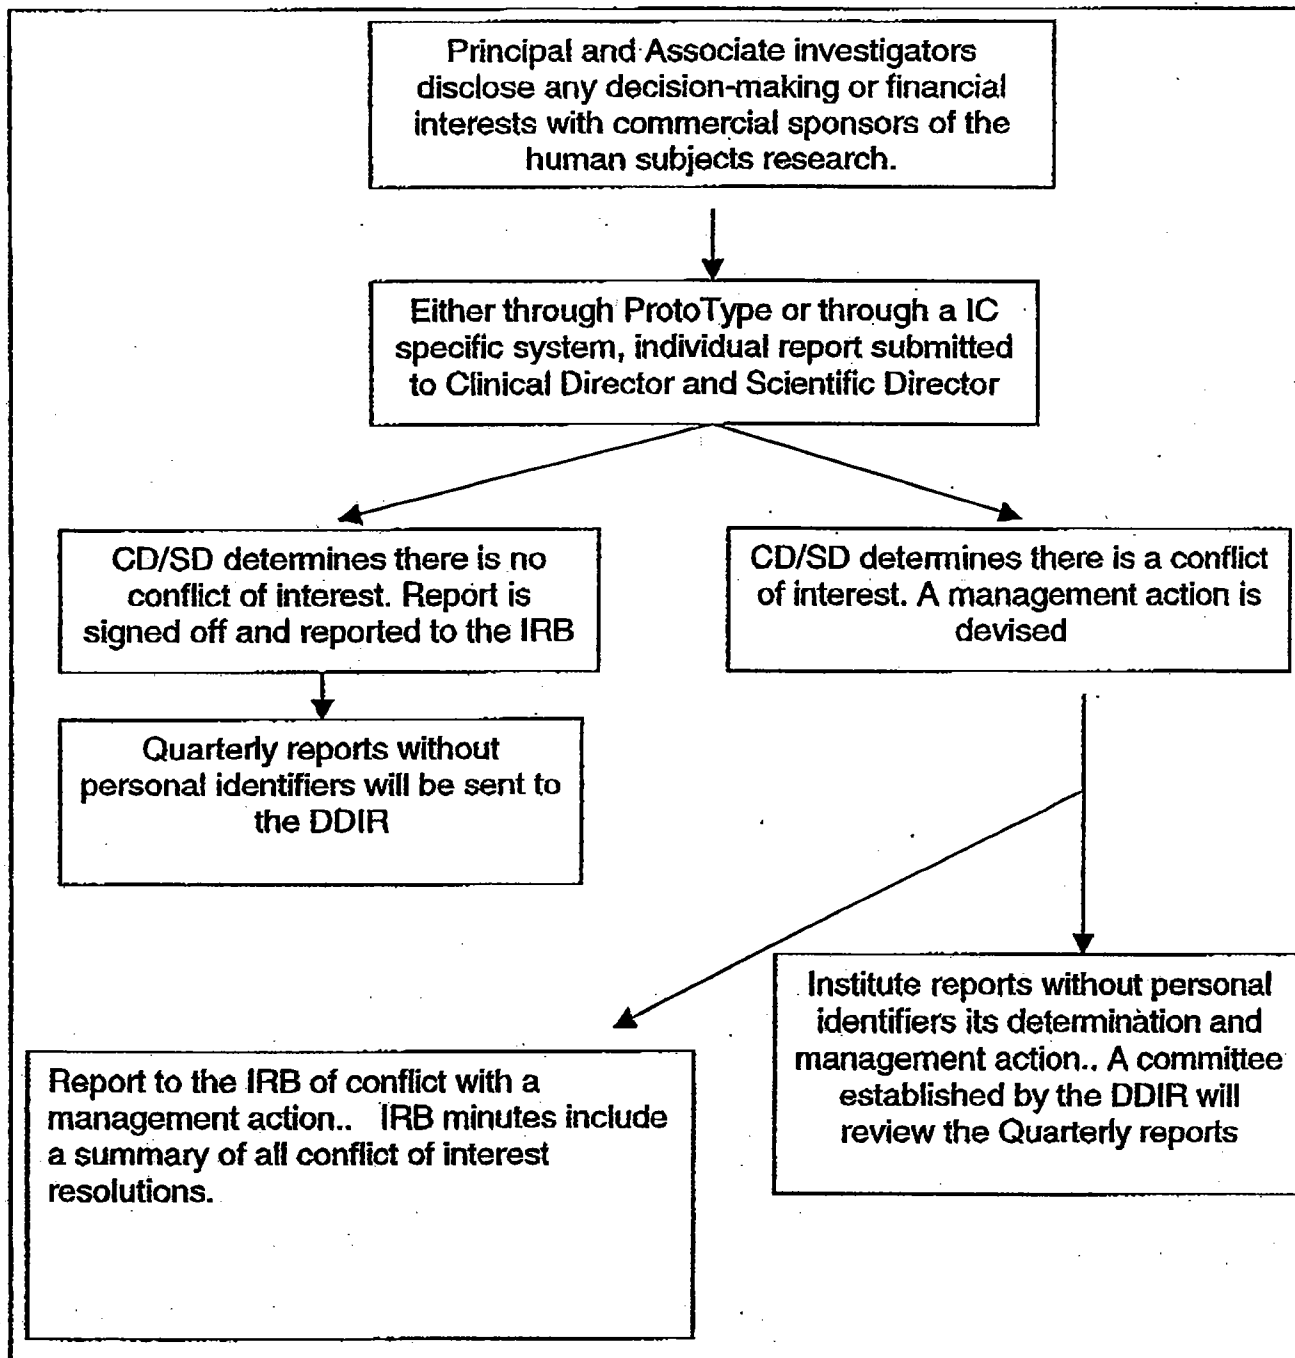 Principal and Associate investigators
disclose any decision-making or financial
interests with commercial sponsors of the
human subjects research.
Either through ProtoType or through a IC
specific system, individual report submitted
to Clinical Director and Scientific Director
CD/SD determines there is no
conflict of interest. Report is
signed off and reported to the IRB
CD/SD determines there is a conflict
of interest. A management action is
devised
Quarterly reports without
personal identifiers will be sent to
the DDIR
Institute reports without personal
identifiers its determination and
management action.. A committee
established by the DDIR will
review the Quarterly reports
Report to the IRB of conflict with a
management action..   IRB minutes include
a summary of all conflict of interest
resolutions.